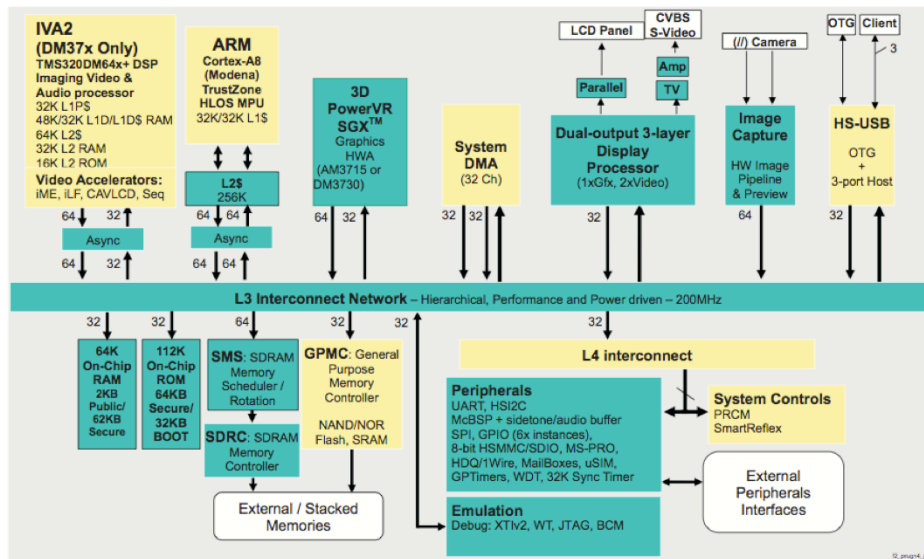 IVA2
(DM37x Only)
TMS320DM64x+ DSP
Imaging Video &
Audio processor
32K L1P$
48K/32K L1D/L1D$ RAM
64K L2$
32K L2 RAM
16K L2 ROM
Video Accelerators:
iME, iLF, CAVLCD, Seq
64
32
Async
64
32
ARM
Cortex-A8
(Modena)
TrustZone
HLOS MPU
32K/32K L1$
L2$
256K
64
64
Async
64
64
3D
PowerVR
SGX™
Graphics
HWA
(AM3715 or
DM3730)
64
32
System
DMA
(32 Ch)
32
32
LCD Panel
CVBS
S-Video
Amp
Parallel
TV
Dual-output 3-layer
Display
Processor
(1xGfx, 2xVideo)
32
(//) Camera
Image
Capture
HW Image
Pipeline
& Preview
64
OTG
Client
3
HS-USB
OTG
+
3-port Host
32
L3 Interconnect Network – Hierarchical, Performance and Power driven – 200MHz
32
32
64
32
32
32
64K
On-Chip
RAM
2KB
Public/
62KB
Secure
112K
On-Chip
ROM
64KB
Secure/
32KB
BOOT
SMS: SDRAM
Memory
Scheduler /
Rotation
SDRC: SDRAM
Memory
Controller
GPMC: General
Purpose
Memory
Controller
NAND/NOR
Flash, SRAM
External / Stacked
Memories
L4 interconnect
Peripherals
UART, HSI2C
McBSP + sidetone/audio buffer
SPI, GPIO (6x instances),
8-bit HSMMC/SDIO, MS-PRO,
HDQ/1Wire, MailBoxes, uSIM,
GPTimers, WDT, 32K Sync Timer
System Controls
PRCM
SmartReflex
External
Peripherals
Interfaces
Emulation
Debug: XTIv2, WT, JTAG, BCM